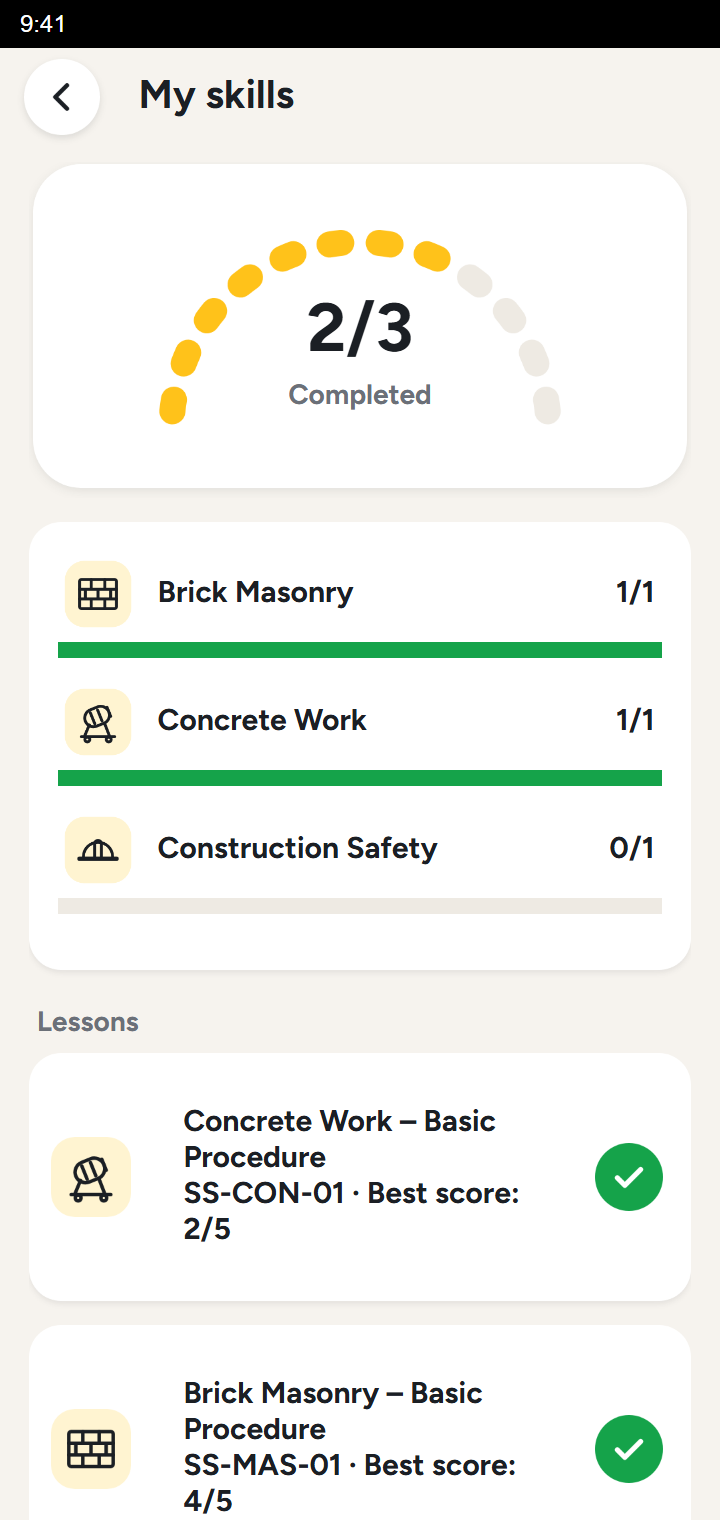 9:41
My skills
2/3
Completed
Brick Masonry 1/1
Concrete Work 1/1
Construction Safety 0/1
Lessons
Concrete Work – Basic
Procedure
SS-CON-01 · Best score:
2/5
Brick Masonry – Basic
Procedure
SS-MAS-01 · Best score:
4/5